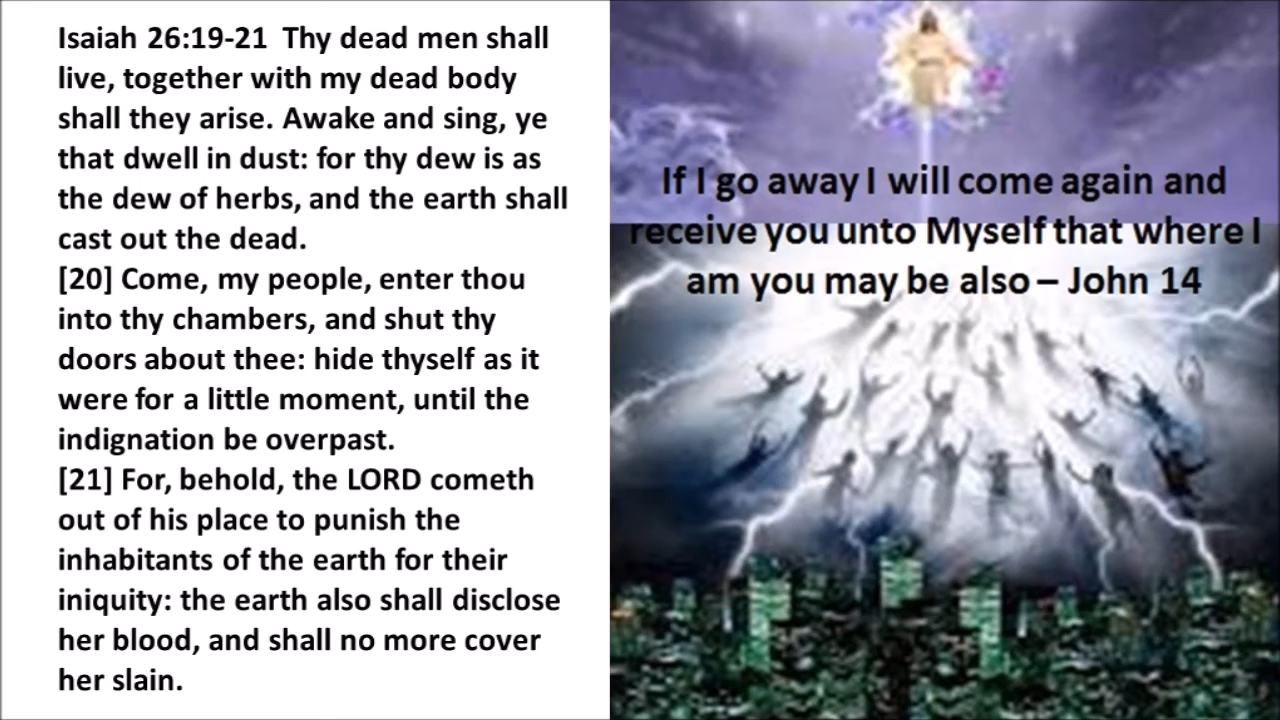 Isaiah 26:19-21  Thy dead men shall
live, together with my dead body
shall they arise. Awake and sing, ye
that dwell in dust: for thy dew is as
the dew of herbs, and the earth shall
cast out the dead.
[20] Come, my people, enter thou
into thy chambers, and shut thy
doors about thee: hide thyself as it
were for a little moment, until the
indignation be overpast.
[21] For, behold, the LORD cometh
out of his place to punish the
inhabitants of the earth for their
iniquity: the earth also shall disclose
her blood, and shall no more cover
her slain.
If I go away I will come again and
receive you unto Myself that where I
am you may be also – John 14